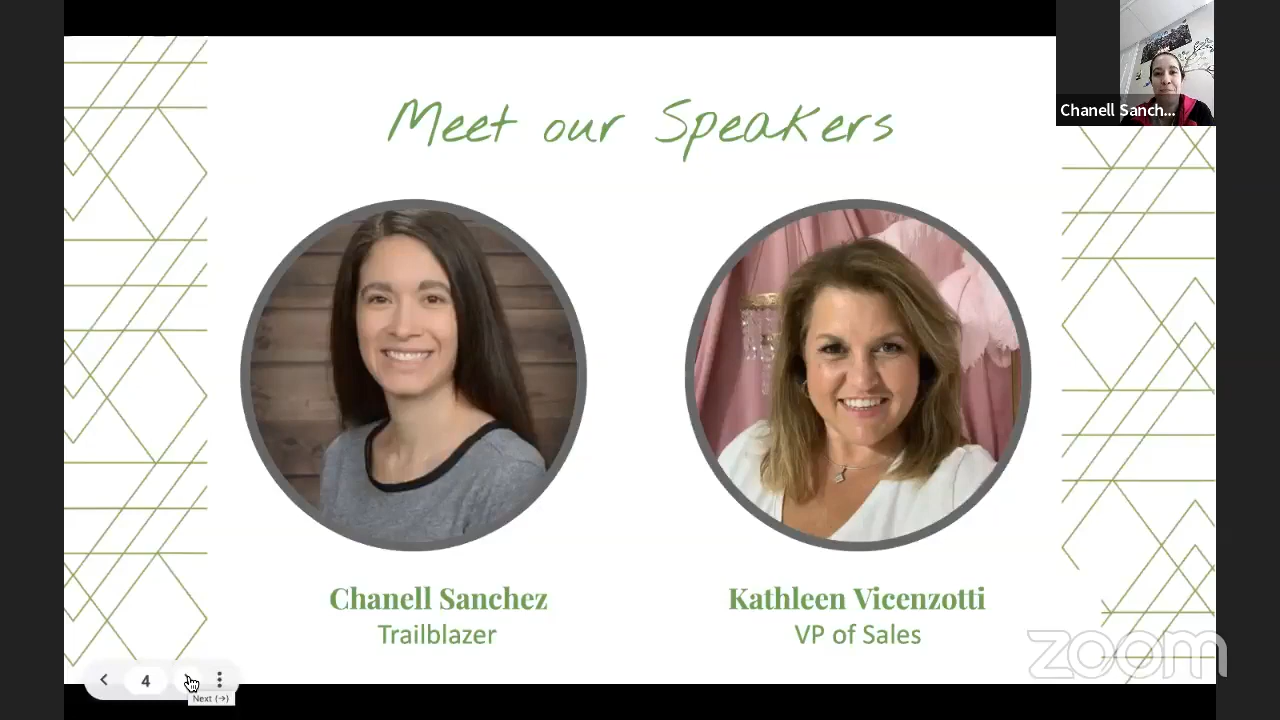 Chanell Sanch...
Meet our Speakers
Chanell Sanchez
Trailblazer
Kathleen Vicenzotti
VP of Sales
zoom
4
Next (→)